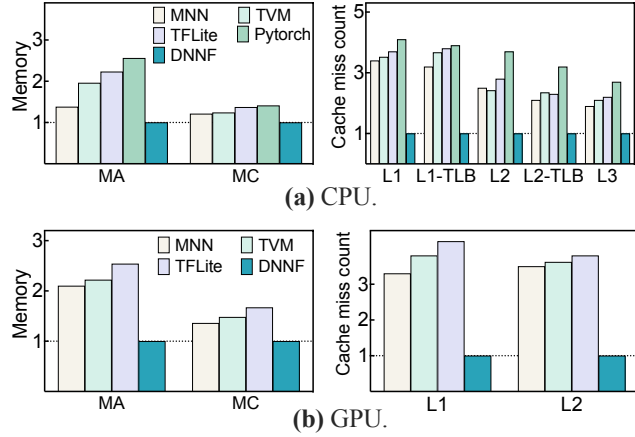 MNN TVM
TFLite Pytorch
DNNF
Memory
3
2
1
MA MC
Cache miss count
5
3
1
L1 L1-TLB L2 L2-TLB L3
(a) CPU.
MNN TVM
TFLite DNNF
Memory
3
2
1
MA MC
Cache miss count
3
1
L1 L2
(b) GPU.